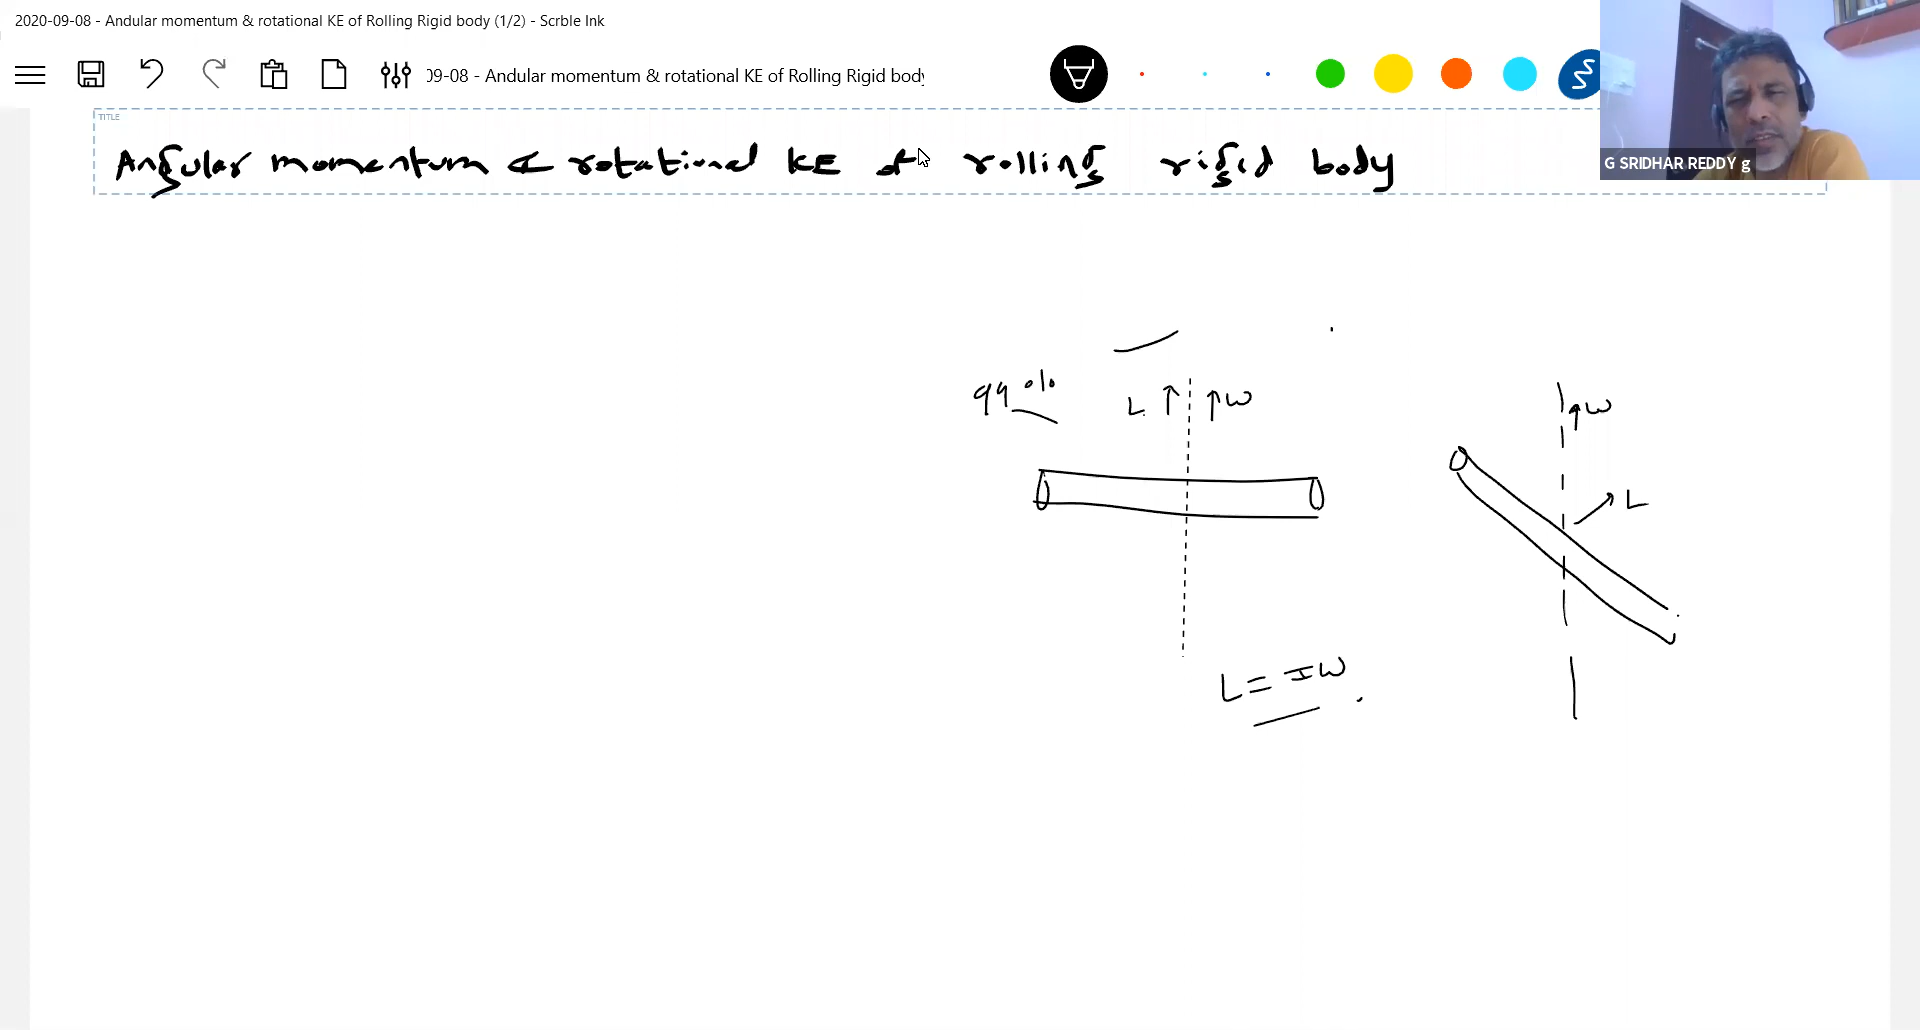 2020-09-08 - Andular momentum & rotational KE of Rolling Rigid body (1/2) - Scrble Ink
09-08 - Andular momentum & rotational KE of Rolling Rigid body
TITLE
Angular momentum & rotational KE of rolling rigid body
G SRIDHAR REDDY g
99 %
L ↑ ↑ W
↑ W
L
L = IW